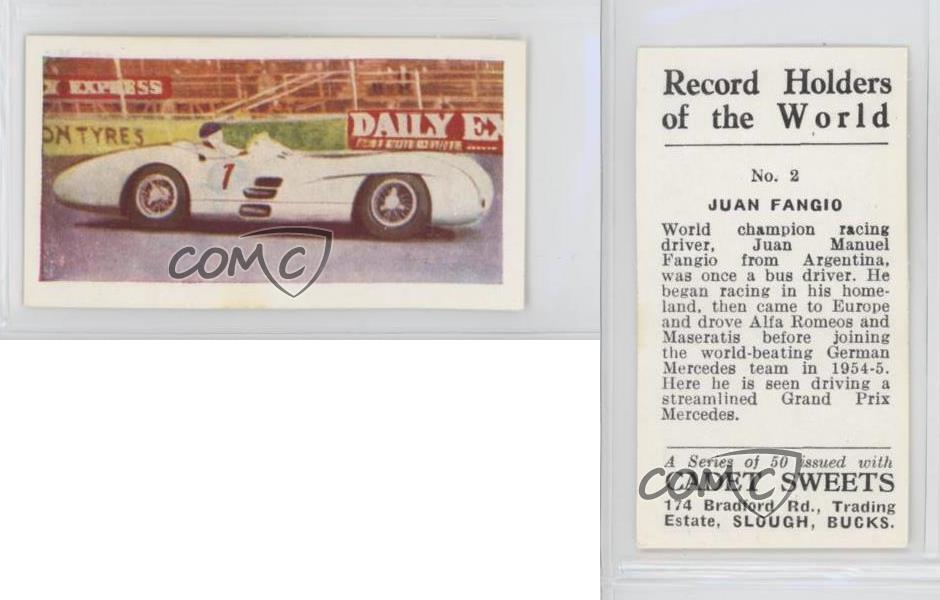 X EXPRESS
ON TYRES
DAILY EX
1
COMC
Record Holders
of the World
No. 2
JUAN FANGIO
World champion racing
driver, Juan Manuel
Fangio from Argentina,
was once a bus driver. He
began racing in his home-
land, then came to Europe
and drove Alfa Romeos and
Maseratis before joining
the world-beating German
Mercedes team in 1954-5.
Here he is seen driving a
streamlined Grand Prix
Mercedes.
A Series of 50 issued with
CADET SWEETS
COMC
174 Bradford Rd., Trading
Estate, SLOUGH, BUCKS.